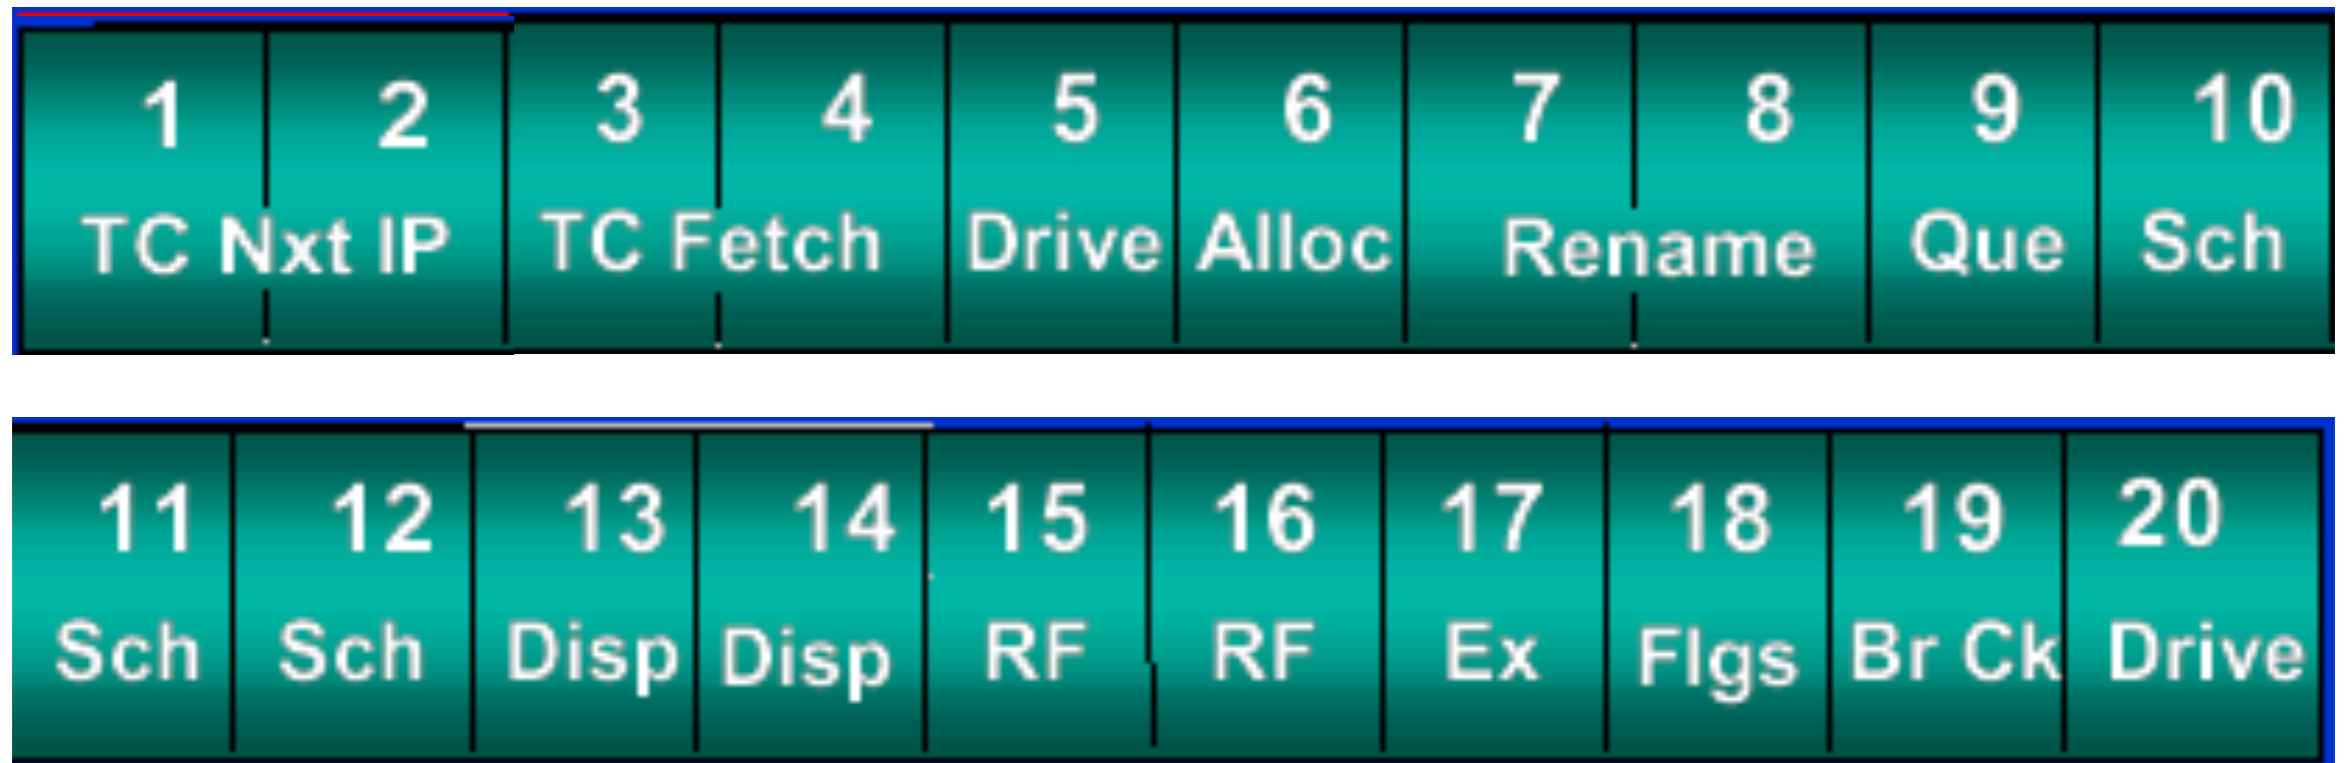 1 2 3 4 5 6 7 8 9 10
TC Nxt IP TC Fetch Drive Alloc Rename Que Sch
11 12 13 14 15 16 17 18 19 20
Sch Sch Disp Disp RF RF Ex Flgs Br Ck Drive